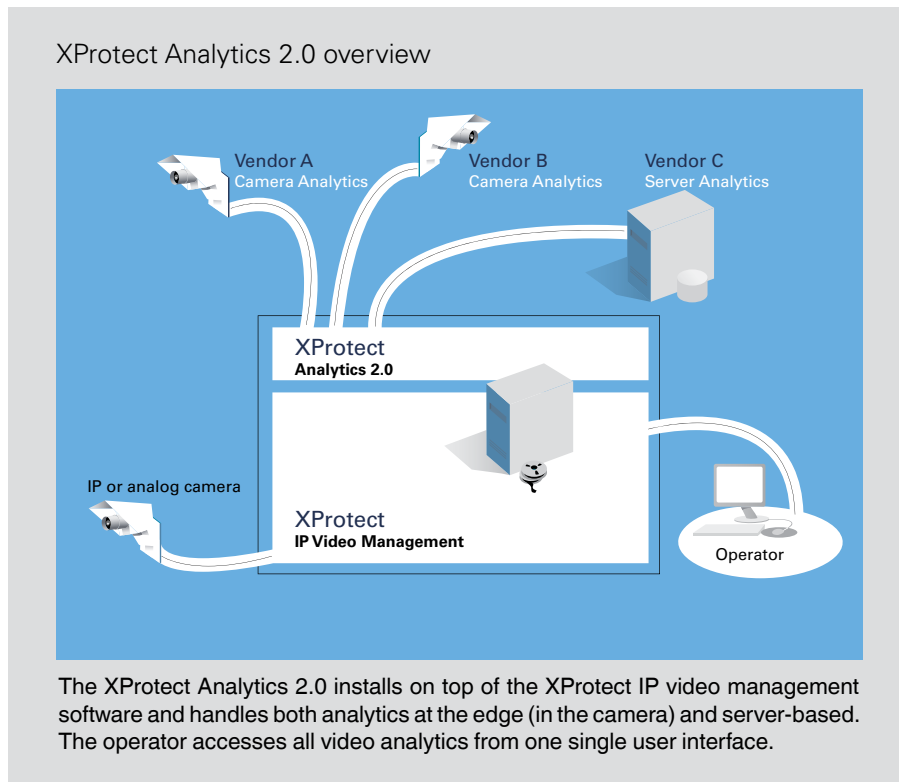 XProtect Analytics 2.0 overview
Vendor A
Camera Analytics
Vendor B
Camera Analytics
Vendor C
Server Analytics
XProtect
Analytics 2.0
IP or analog camera
XProtect
IP Video Management
Operator
The XProtect Analytics 2.0 installs on top of the XProtect IP video management
software and handles both analytics at the edge (in the camera) and server-based.
The operator accesses all video analytics from one single user interface.